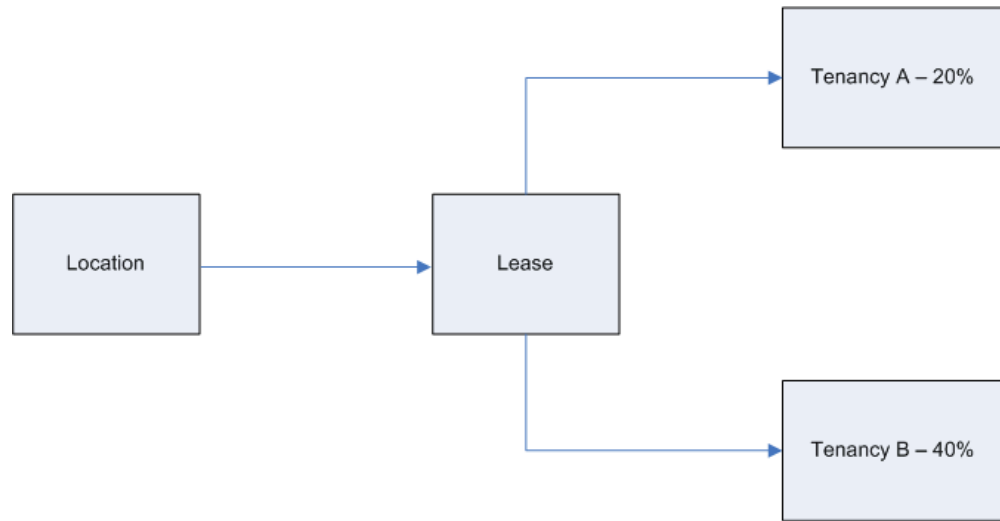 Tenancy A – 20%
Location
Lease
Tenancy B – 40%